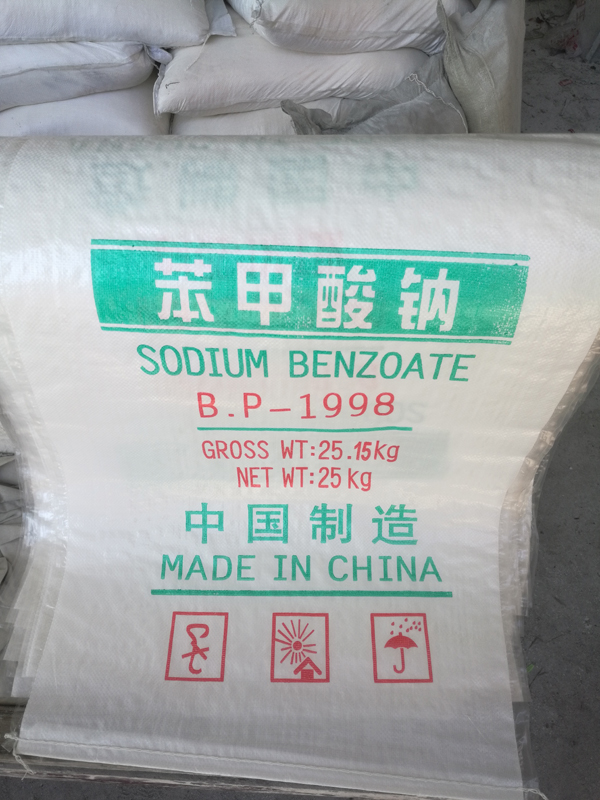 苯甲酸钠
SODIUM BENZOATE
B.P-1998
GROSS WT:25.15kg
NET WT:25kg
中国制造
MADE IN CHINA